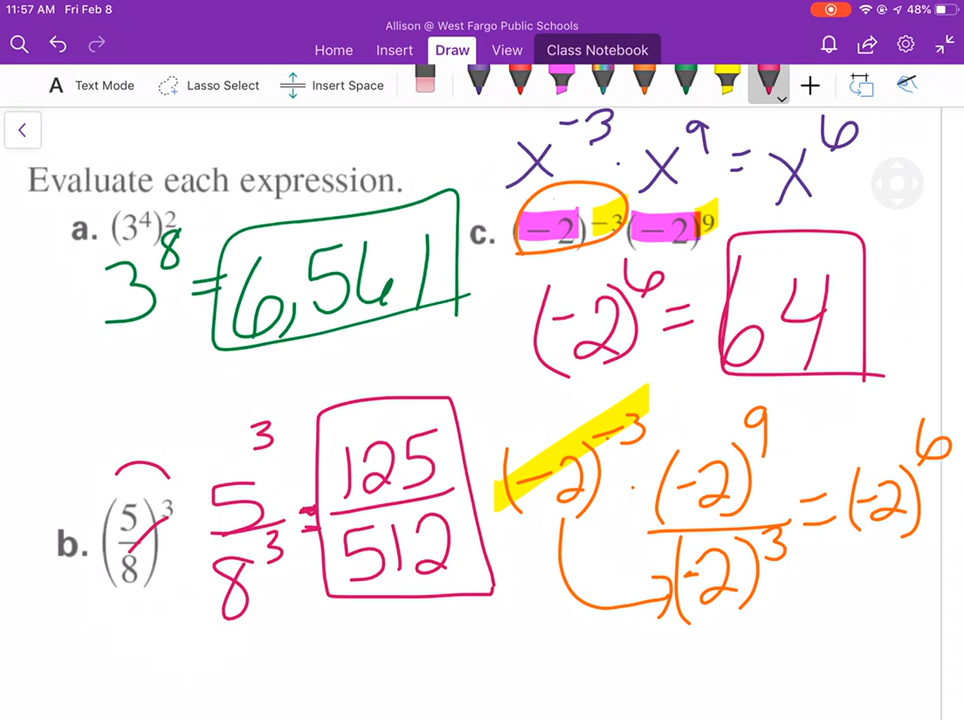 11:57 AM Fri Feb 8 48%
Allison @ West Fargo Public Schools
Home Insert Draw View Class Notebook
A Text Mode Lasso Select Insert Space
x⁻³ · x⁹ = x⁶
Evaluate each expression.
a. (3⁴)²
3⁸ = 6,561
c. (−2)⁻³(−2)⁹
(-2)⁶ = 64
b. (5/8)³
5³/8³ = 125/512
(-2)⁻³ · (-2)⁹/(-2)³ = (-2)⁶